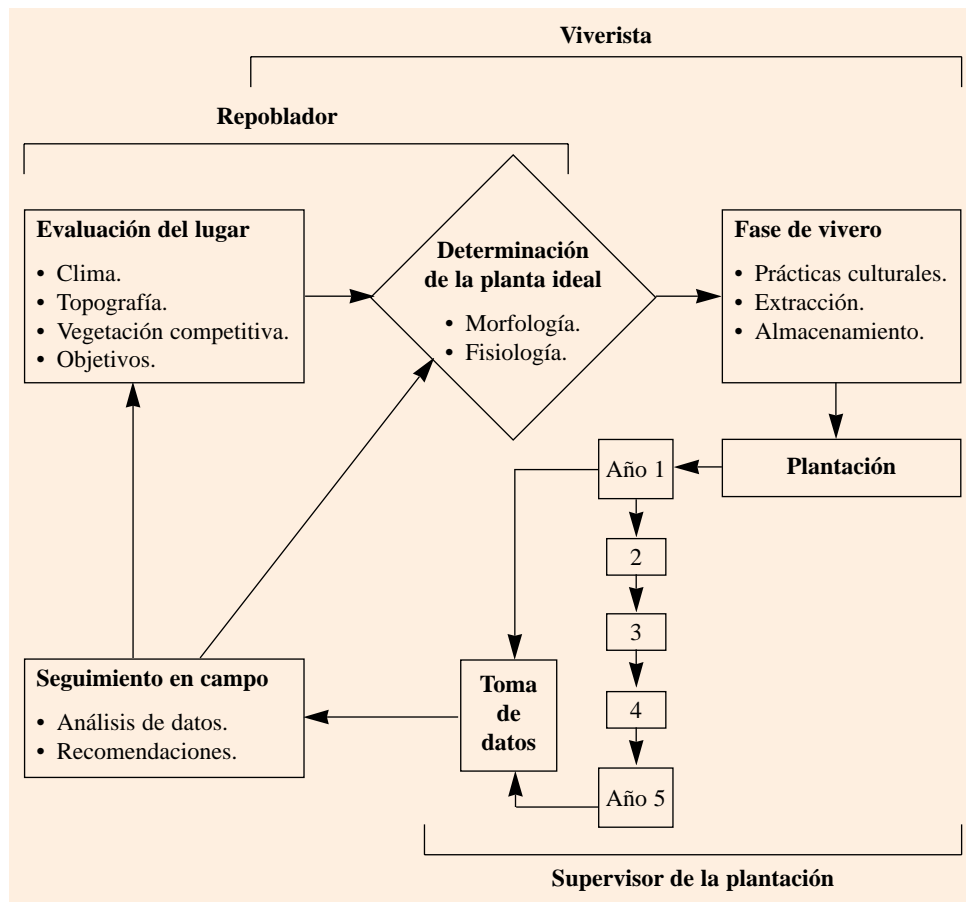 Viverista
Repoblador
Evaluación del lugar
• Clima.
• Topografía.
• Vegetación competitiva.
• Objetivos.
Determinación
de la planta ideal
• Morfología.
• Fisiología.
Fase de vivero
• Prácticas culturales.
• Extracción.
• Almacenamiento.
Plantación
Año 1
2
3
4
Año 5
Toma
de
datos
Seguimiento en campo
• Análisis de datos.
• Recomendaciones.
Supervisor de la plantación